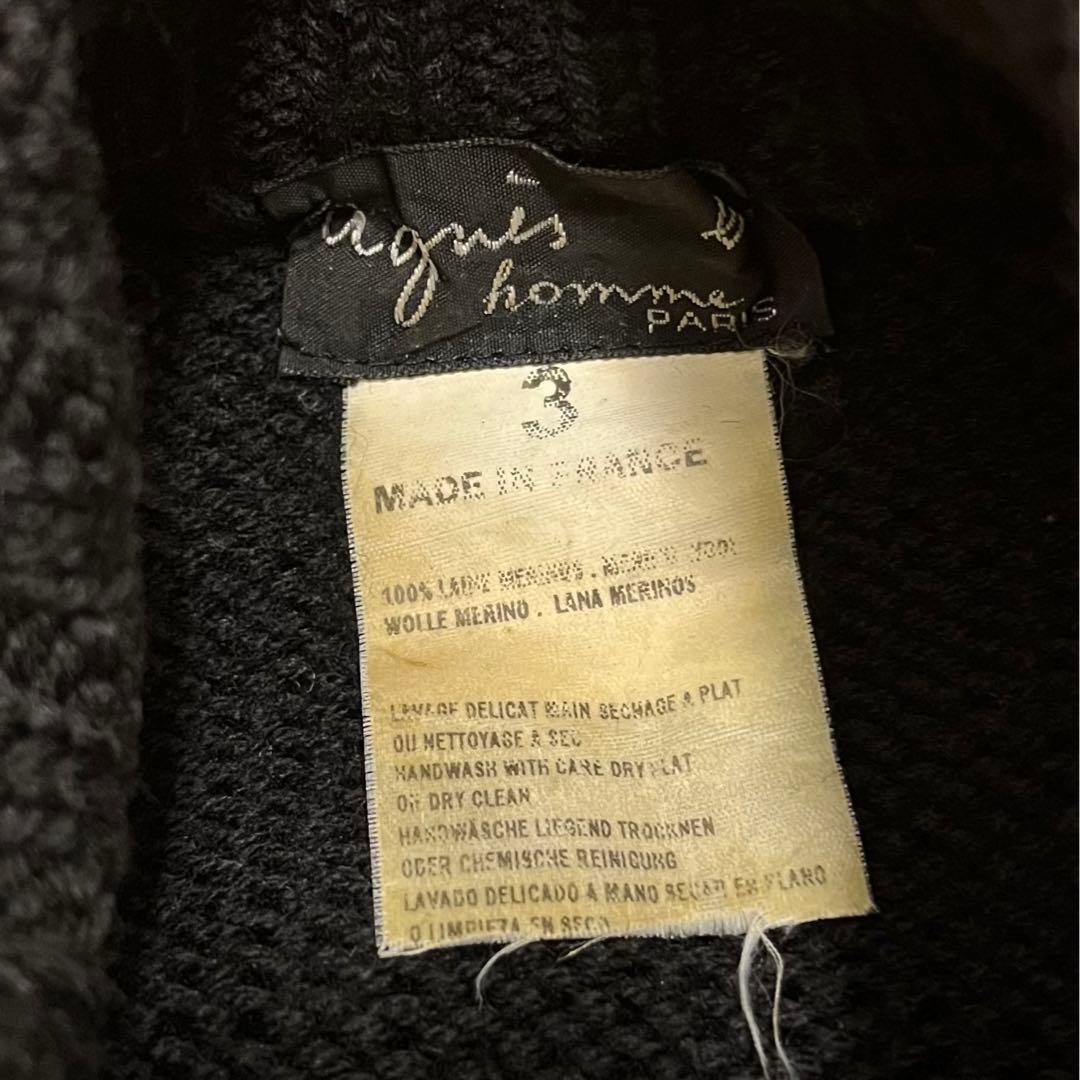 agnès b
homme
PARIS
3
MADE IN FRANCE
100% LAINE MERINOS . MERINO WOOL
WOLLE MERINO . LANA MERINOS
LAVAGE DELICAT MAIN SECHAGE A PLAT
OU NETTOYAGE A SEC
HANDWASH WITH CARE DRY FLAT
OR DRY CLEAN
HANDWÄSCHE LIEGEND TROCKNEN
ODER CHEMISCHE REINIGUNG
LAVADO DELICADO A MANO SECAR EN PLANO
O LIMPIEZA EN SECO